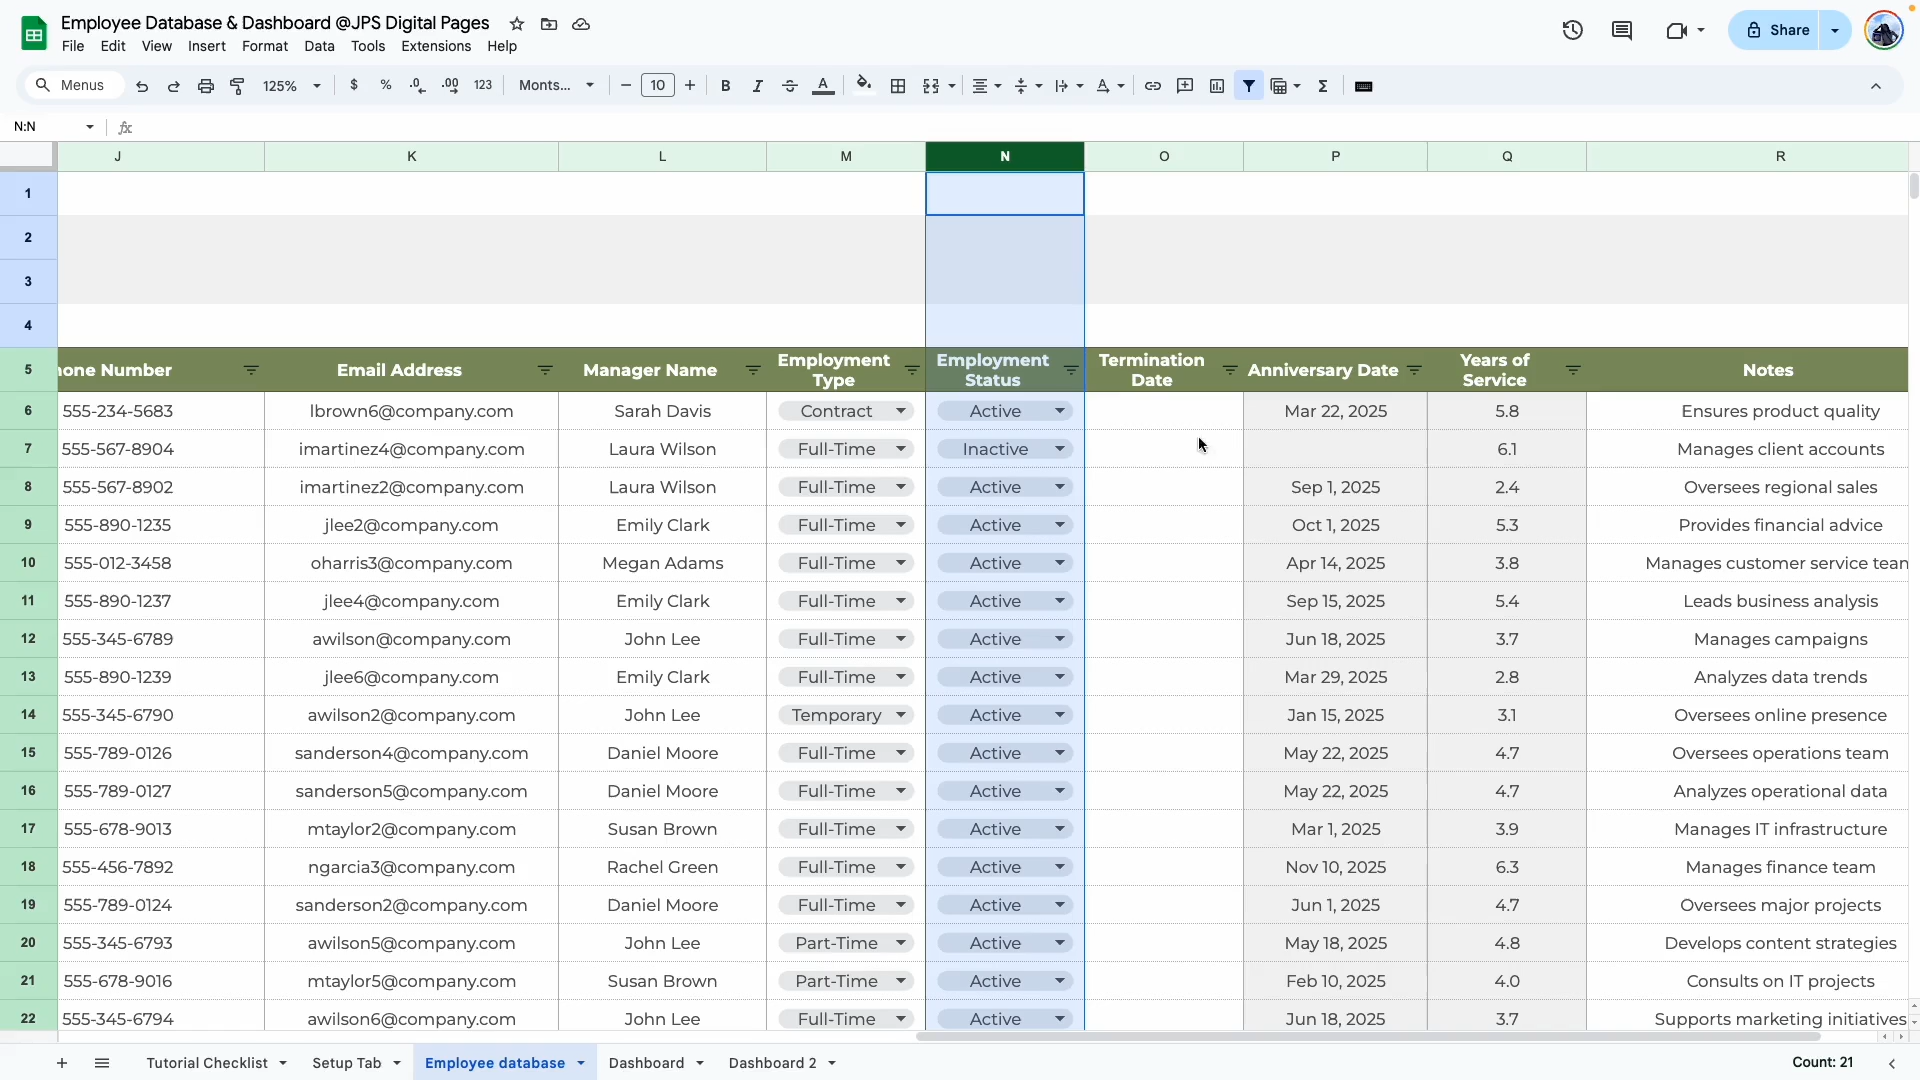 Employee Database & Dashboard @JPS Digital Pages
File Edit View Insert Format Data Tools Extensions Help
Share
Menus 125% $ % .0 .00 123 Monts... 10 B I A
N:N fx
J K L M N O P Q R
1
2
3
4
5 hone Number Email Address Manager Name Employment Type Employment Status Termination Date Anniversary Date Years of Service Notes
6 555-234-5683 lbrown6@company.com Sarah Davis Contract Active Mar 22, 2025 5.8 Ensures product quality
7 555-567-8904 imartinez4@company.com Laura Wilson Full-Time Inactive 6.1 Manages client accounts
8 555-567-8902 imartinez2@company.com Laura Wilson Full-Time Active Sep 1, 2025 2.4 Oversees regional sales
9 555-890-1235 jlee2@company.com Emily Clark Full-Time Active Oct 1, 2025 5.3 Provides financial advice
10 555-012-3458 oharris3@company.com Megan Adams Full-Time Active Apr 14, 2025 3.8 Manages customer service team
11 555-890-1237 jlee4@company.com Emily Clark Full-Time Active Sep 15, 2025 5.4 Leads business analysis
12 555-345-6789 awilson@company.com John Lee Full-Time Active Jun 18, 2025 3.7 Manages campaigns
13 555-890-1239 jlee6@company.com Emily Clark Full-Time Active Mar 29, 2025 2.8 Analyzes data trends
14 555-345-6790 awilson2@company.com John Lee Temporary Active Jan 15, 2025 3.1 Oversees online presence
15 555-789-0126 sanderson4@company.com Daniel Moore Full-Time Active May 22, 2025 4.7 Oversees operations team
16 555-789-0127 sanderson5@company.com Daniel Moore Full-Time Active May 22, 2025 4.7 Analyzes operational data
17 555-678-9013 mtaylor2@company.com Susan Brown Full-Time Active Mar 1, 2025 3.9 Manages IT infrastructure
18 555-456-7892 ngarcia3@company.com Rachel Green Full-Time Active Nov 10, 2025 6.3 Manages finance team
19 555-789-0124 sanderson2@company.com Daniel Moore Full-Time Active Jun 1, 2025 4.7 Oversees major projects
20 555-345-6793 awilson5@company.com John Lee Part-Time Active May 18, 2025 4.8 Develops content strategies
21 555-678-9016 mtaylor5@company.com Susan Brown Part-Time Active Feb 10, 2025 4.0 Consults on IT projects
22 555-345-6794 awilson6@company.com John Lee Full-Time Active Jun 18, 2025 3.7 Supports marketing initiatives
Tutorial Checklist Setup Tab Employee database Dashboard Dashboard 2 Count: 21